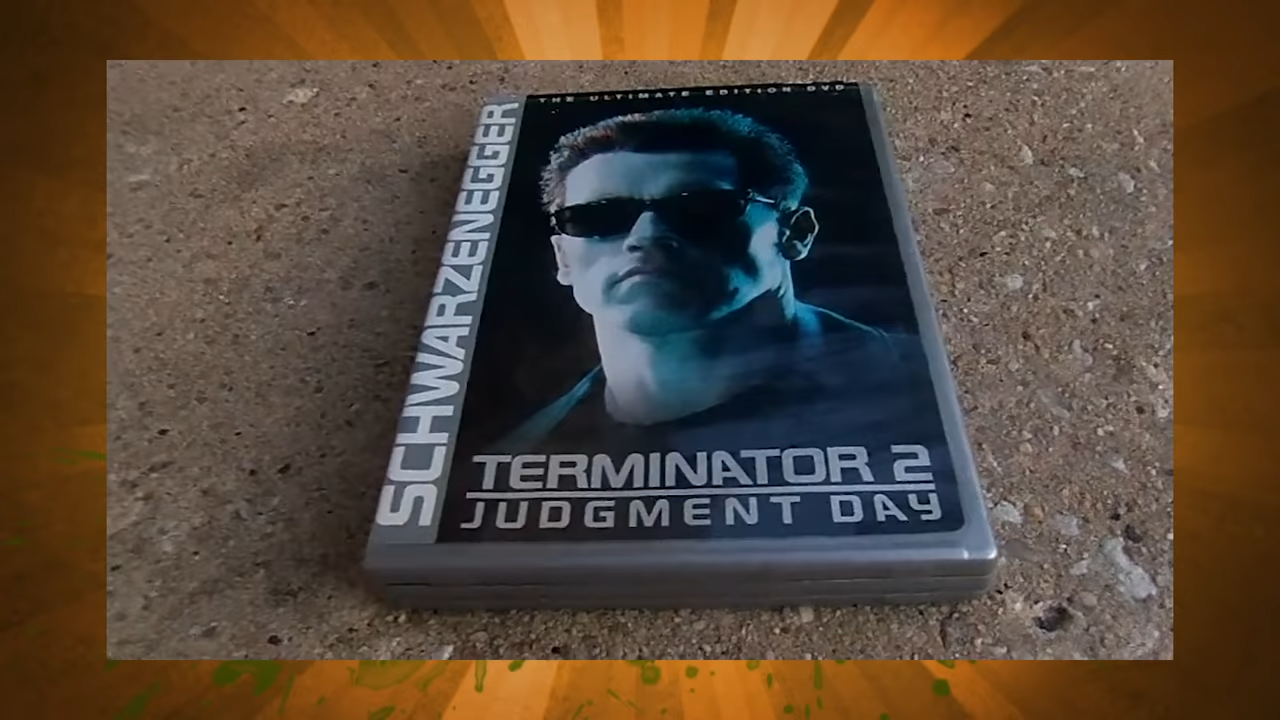 THE ULTIMATE EDITION DVD
SCHWARZENEGGER
TERMINATOR 2
JUDGMENT DAY